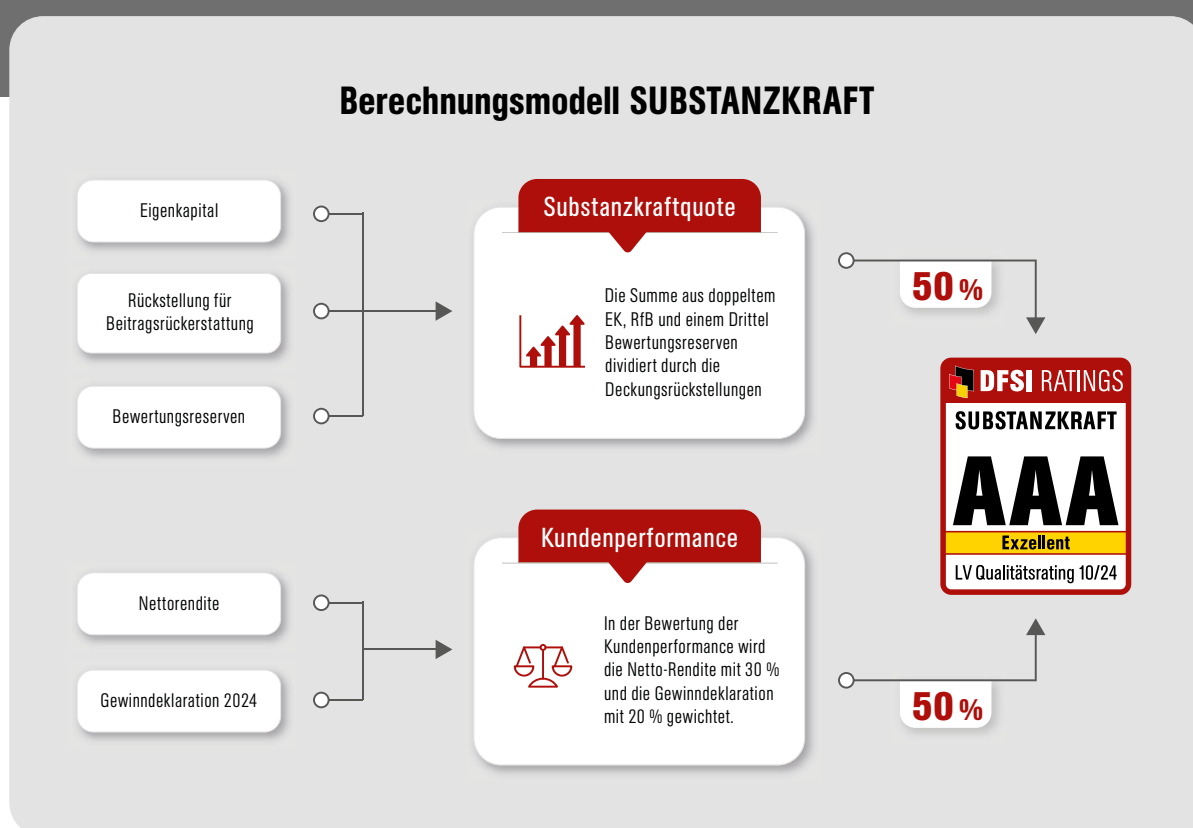 Berechnungsmodell SUBSTANZKRAFT
Eigenkapital
Rückstellung für
Beitragsrückerstattung
Bewertungsreserven
Substanzkraftquote
Die Summe aus doppeltem
EK, RfB und einem Drittel
Bewertungsreserven
dividiert durch die
Deckungsrückstellungen
50 %
Nettorendite
Gewinndeklaration 2024
Kundenperformance
In der Bewertung der
Kundenperformance wird
die Netto-Rendite mit 30 %
und die Gewinndeklaration
mit 20 % gewichtet.
50 %
DFSI RATINGS
SUBSTANZKRAFT
AAA
Exzellent
LV Qualitätsrating 10/24